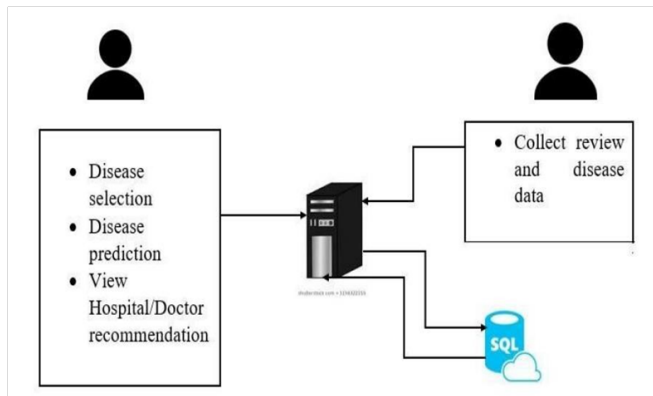 • Disease
selection
• Disease
prediction
• View
Hospital/Doctor
recommendation
• Collect review
and disease
data
SQL